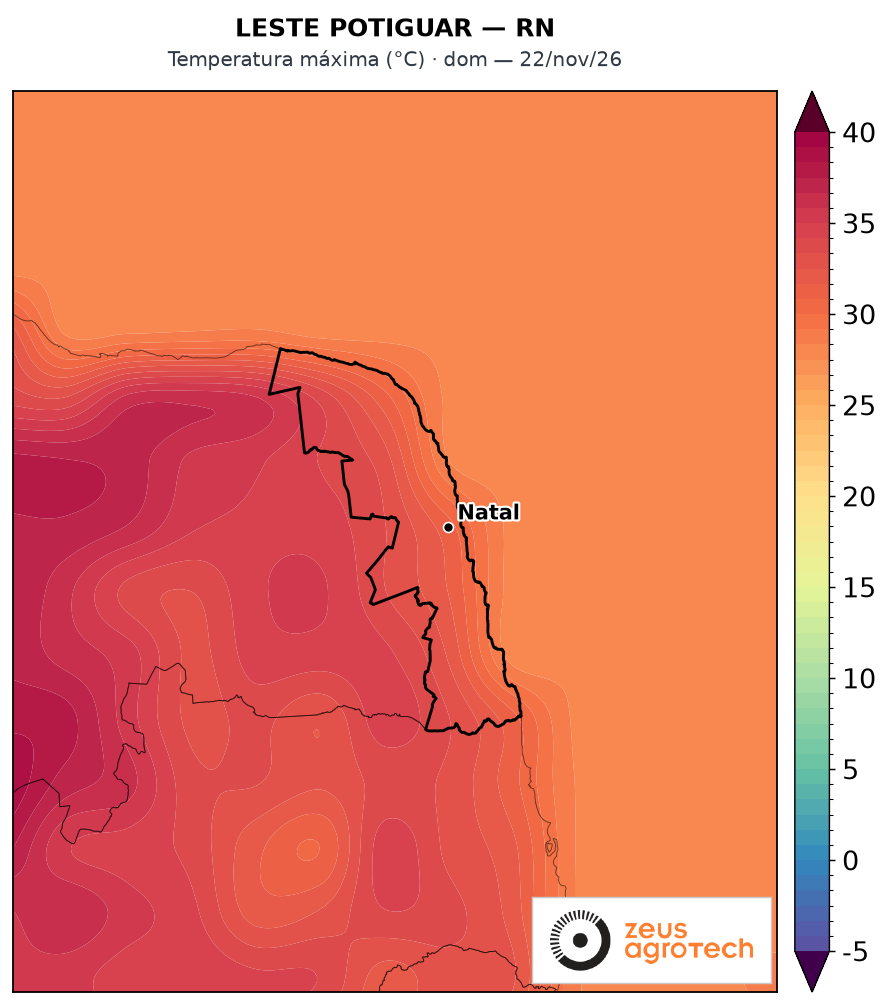 LESTE POTIGUAR — RN
Temperatura máxima (°C) · dom — 22/nov/26
40
35
30
25
20
15
10
5
0
-5
Natal
zeus
agrotech